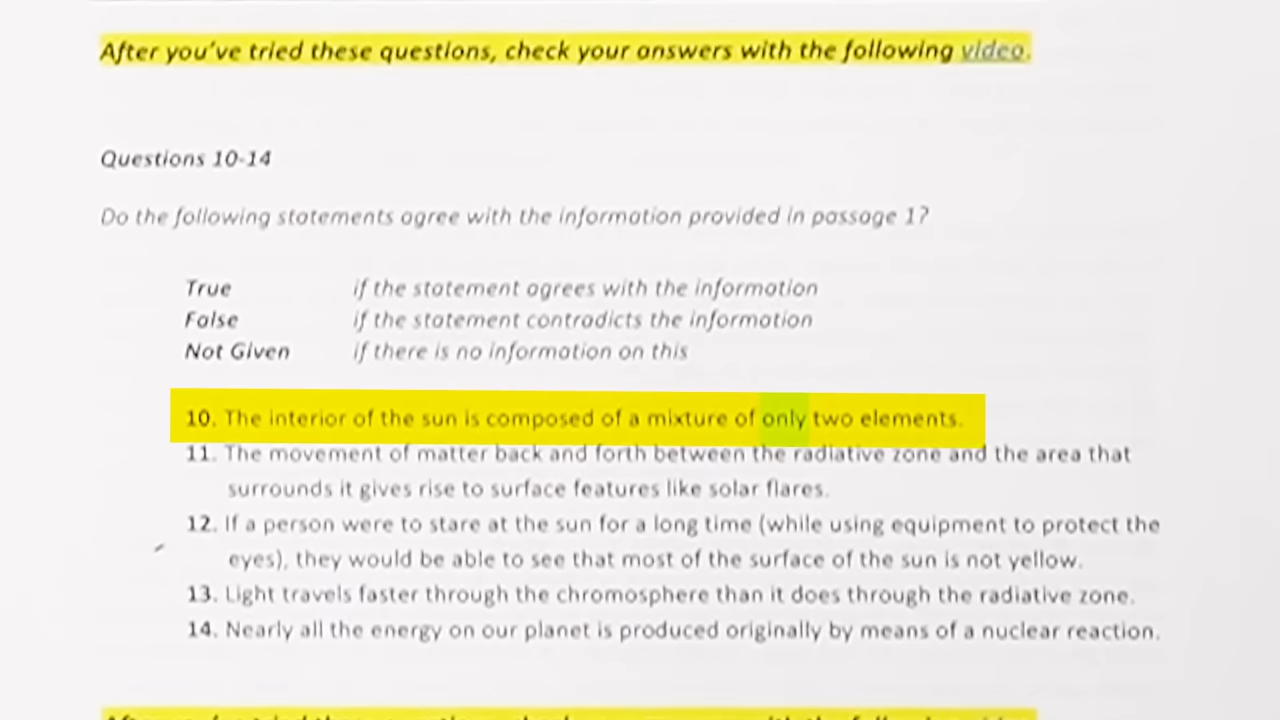 After you've tried these questions, check your answers with the following video.
Questions 10-14
Do the following statements agree with the information provided in passage 1?
True if the statement agrees with the information
False if the statement contradicts the information
Not Given if there is no information on this
10. The interior of the sun is composed of a mixture of only two elements.
11. The movement of matter back and forth between the radiative zone and the area that
surrounds it gives rise to surface features like solar flares.
12. If a person were to stare at the sun for a long time (while using equipment to protect the
eyes), they would be able to see that most of the surface of the sun is not yellow.
13. Light travels faster through the chromosphere than it does through the radiative zone.
14. Nearly all the energy on our planet is produced originally by means of a nuclear reaction.